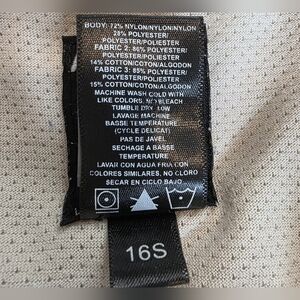 BODY: 72% NYLON/NYLON/NYLON
28% POLYESTER/
POLYESTER/POLIESTER
FABRIC 2: 86% POLYESTER/
POLYESTER/POLIESTER
14% COTTON/COTON/ALGODON
FABRIC 3: 85% POLYESTER/
POLYESTER/POLIESTER
15% COTTON/COTON/ALGODON
MACHINE WASH COLD WITH
LIKE COLORS, NO BLEACH
TUMBLE DRY LOW
LAVAGE MACHINE
BASSE TEMPERATURE
(CYCLE DELICAT)
PAS DE JAVEL
SECHAGE A BASSE
TEMPERATURE
LAVAR CON AGUA FRIA CON
COLORES SIMILARES, NO CLORO
SECAR EN CICLO BAJO
16S